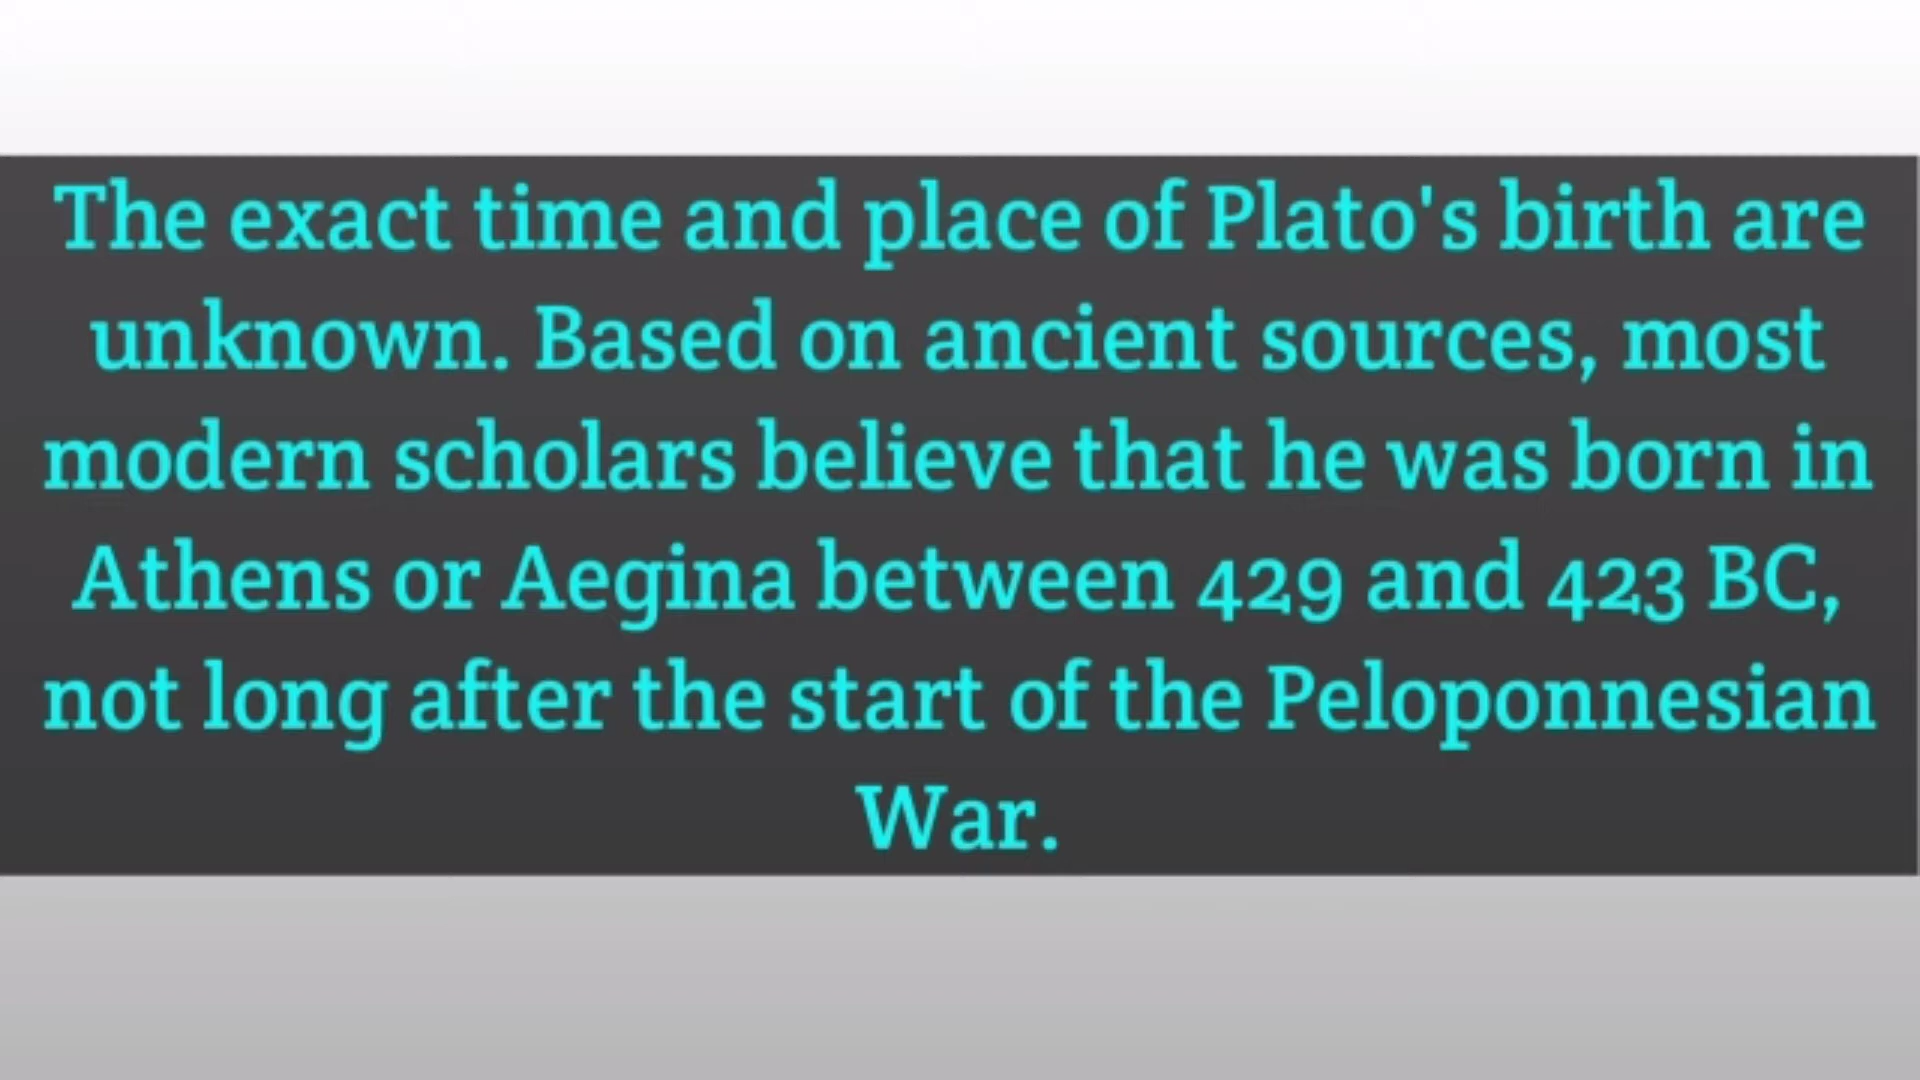 The exact time and place of Plato's birth are
unknown. Based on ancient sources, most
modern scholars believe that he was born in
Athens or Aegina between 429 and 423 BC,
not long after the start of the Peloponnesian
War.